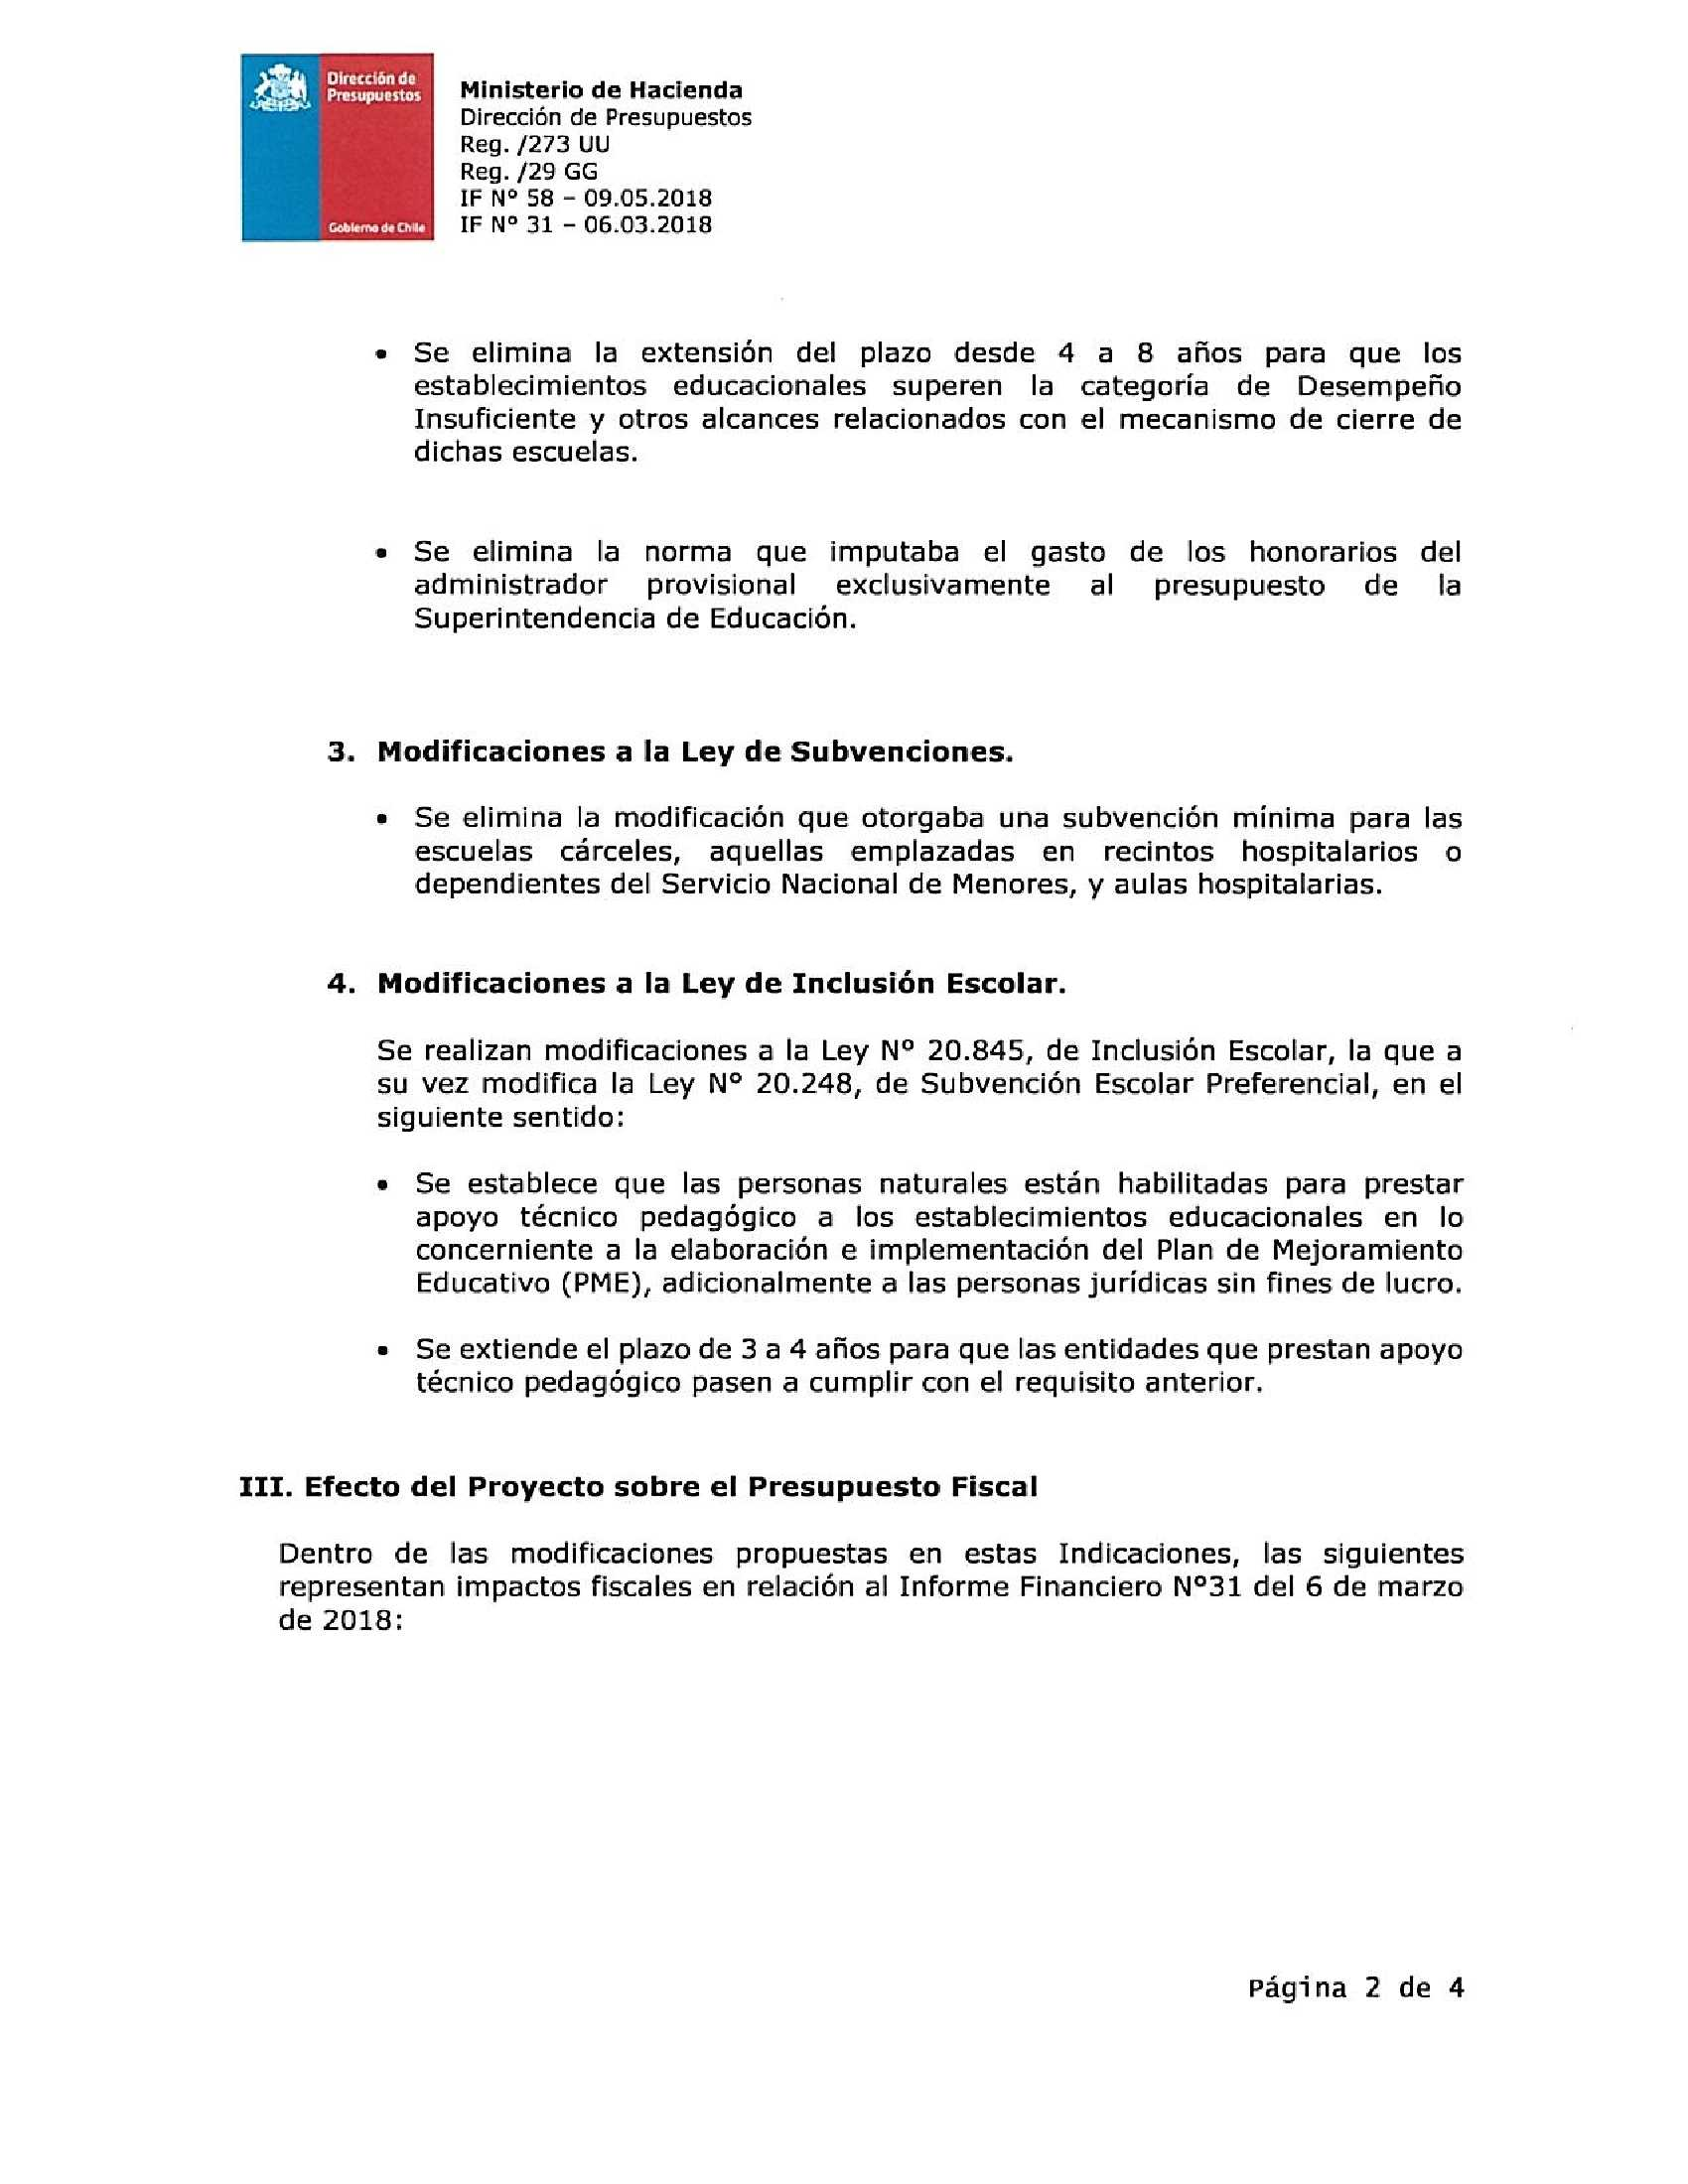 Dirección de
Presupuestos
Gobierno de Chile
Ministerio de Hacienda
Dirección de Presupuestos
Reg. /273 UU
Reg. /29 GG
IF Nº 58 – 09.05.2018
IF Nº 31 – 06.03.2018
• Se elimina la extensión del plazo desde 4 a 8 años para que los
establecimientos educacionales superen la categoría de Desempeño
Insuficiente y otros alcances relacionados con el mecanismo de cierre de
dichas escuelas.
• Se elimina la norma que imputaba el gasto de los honorarios del
administrador provisional exclusivamente al presupuesto de la
Superintendencia de Educación.
3. Modificaciones a la Ley de Subvenciones.
• Se elimina la modificación que otorgaba una subvención mínima para las
escuelas cárceles, aquellas emplazadas en recintos hospitalarios o
dependientes del Servicio Nacional de Menores, y aulas hospitalarias.
4. Modificaciones a la Ley de Inclusión Escolar.
Se realizan modificaciones a la Ley Nº 20.845, de Inclusión Escolar, la que a
su vez modifica la Ley Nº 20.248, de Subvención Escolar Preferencial, en el
siguiente sentido:
• Se establece que las personas naturales están habilitadas para prestar
apoyo técnico pedagógico a los establecimientos educacionales en lo
concerniente a la elaboración e implementación del Plan de Mejoramiento
Educativo (PME), adicionalmente a las personas jurídicas sin fines de lucro.
• Se extiende el plazo de 3 a 4 años para que las entidades que prestan apoyo
técnico pedagógico pasen a cumplir con el requisito anterior.
III. Efecto del Proyecto sobre el Presupuesto Fiscal
Dentro de las modificaciones propuestas en estas Indicaciones, las siguientes
representan impactos fiscales en relación al Informe Financiero Nº31 del 6 de marzo
de 2018:
Página 2 de 4